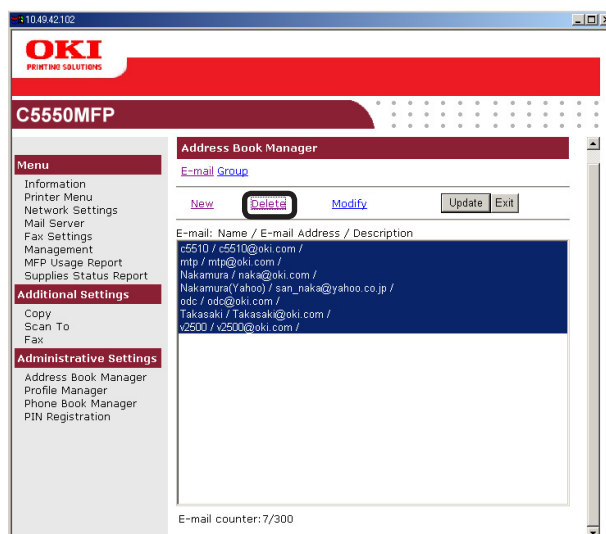 10.49.42.102
OKI
PRINTING SOLUTIONS
C5550MFP
Menu
Information
Printer Menu
Network Settings
Mail Server
Fax Settings
Management
MFP Usage Report
Supplies Status Report
Additional Settings
Copy
Scan To
Fax
Administrative Settings
Address Book Manager
Profile Manager
Phone Book Manager
PIN Registration
Address Book Manager
E-mail Group
New Delete Modify Update Exit
E-mail: Name / E-mail Address / Description
c5510 / c5510@oki.com /
mtp / mtp@oki.com /
Nakamura / naka@oki.com /
Nakamura(Yahoo) / san_naka@yahoo.co.jp /
odc / odc@oki.com /
Takasaki / Takasaki@oki.com /
v2500 / v2500@oki.com /
E-mail counter:7/300